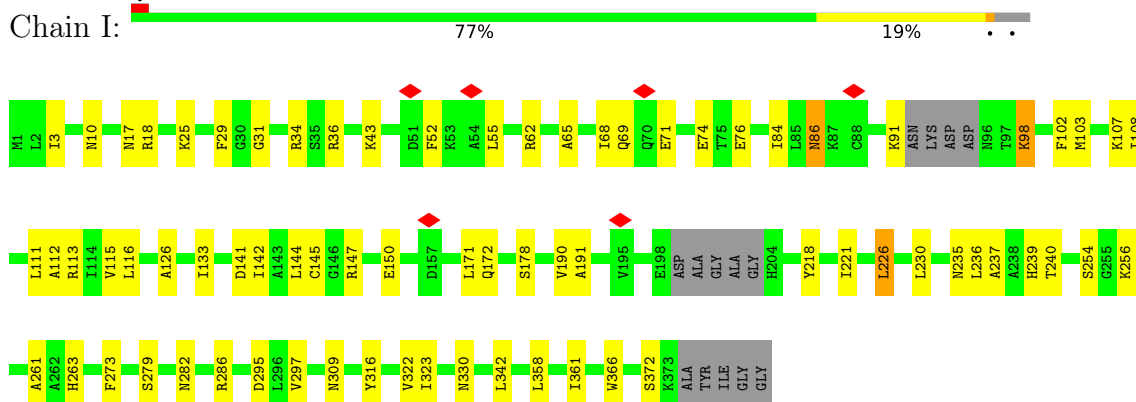 Chain I:
77% 19% • •
M1 L2 I3 N10 N17 R18 K25 F29 G30 G31 R34 S35 R36 K43 D51 F52 K53 A54 L55 R62 A65 I68 Q69 Q70 E71 E74 T75 E76 I84 L85 N86 K87 C88 K91 ASN LYS ASP ASP N96 T97 K98 F102 M103 K107 I108
L111 A112 R113 I114 V115 L116 A126 I133 D141 I142 A143 L144 C145 G146 R147 E150 D157 L171 Q172 S178 V190 A191 V195 E198 ASP ALA GLY ALA GLY H204 Y218 I221 L226 L230 N235 L236 A237 A238 H239 T240 S254 G255 K256
A261 A262 H263 F273 S279 N282 R286 D295 L296 V297 N309 Y316 V322 I323 N330 L342 L358 I361 W366 S372 K373 ALA TYR ILE GLY GLY